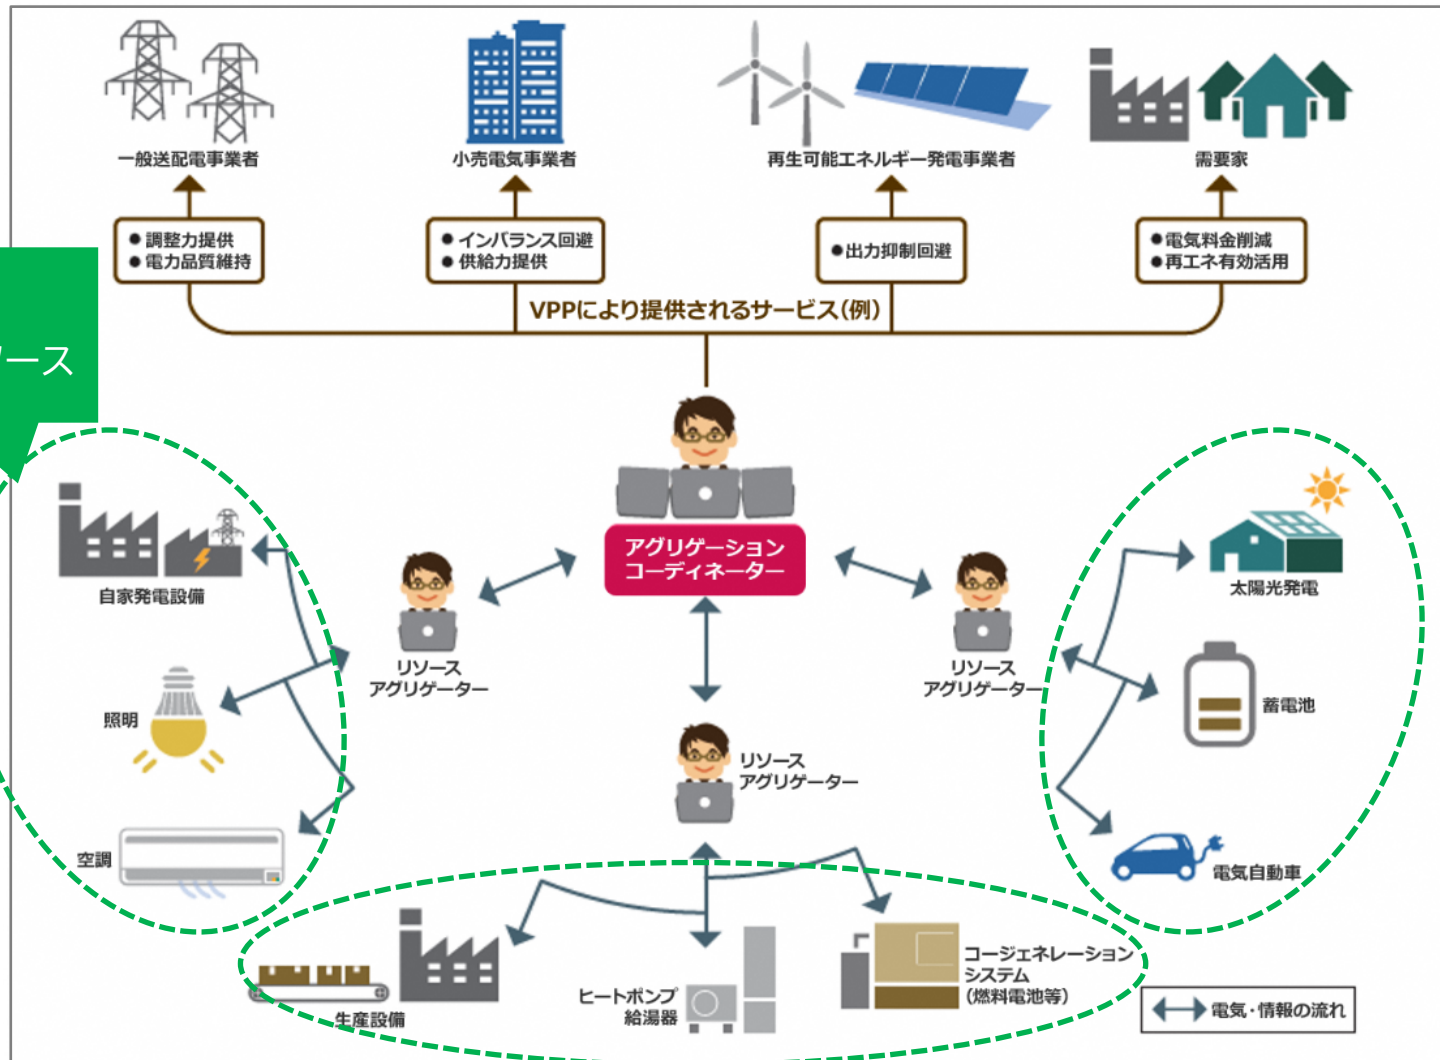 一般送配電事業者
小売電気事業者
再生可能エネルギー発電事業者
需要家
●調整力提供
●電力品質維持
●インバランス回避
●供給力提供
●出力抑制回避
●電気料金削減
●再エネ有効活用
VPPにより提供されるサービス(例)
ース
アグリゲーション
コーディネーター
自家発電設備
リソース
アグリゲーター
リソース
アグリゲーター
太陽光発電
照明
蓄電池
リソース
アグリゲーター
空調
電気自動車
生産設備
ヒートポンプ
給湯器
コージェネレーション
システム
(燃料電池等)
電気・情報の流れ